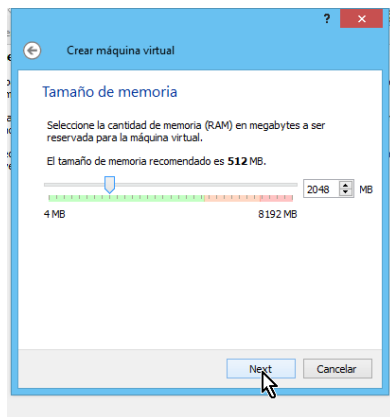 ?
Crear máquina virtual
Tamaño de memoria
Seleccione la cantidad de memoria (RAM) en megabytes a ser
reservada para la máquina virtual.
El tamaño de memoria recomendado es 512 MB.
2048 MB
4 MB 8192 MB
Next Cancelar